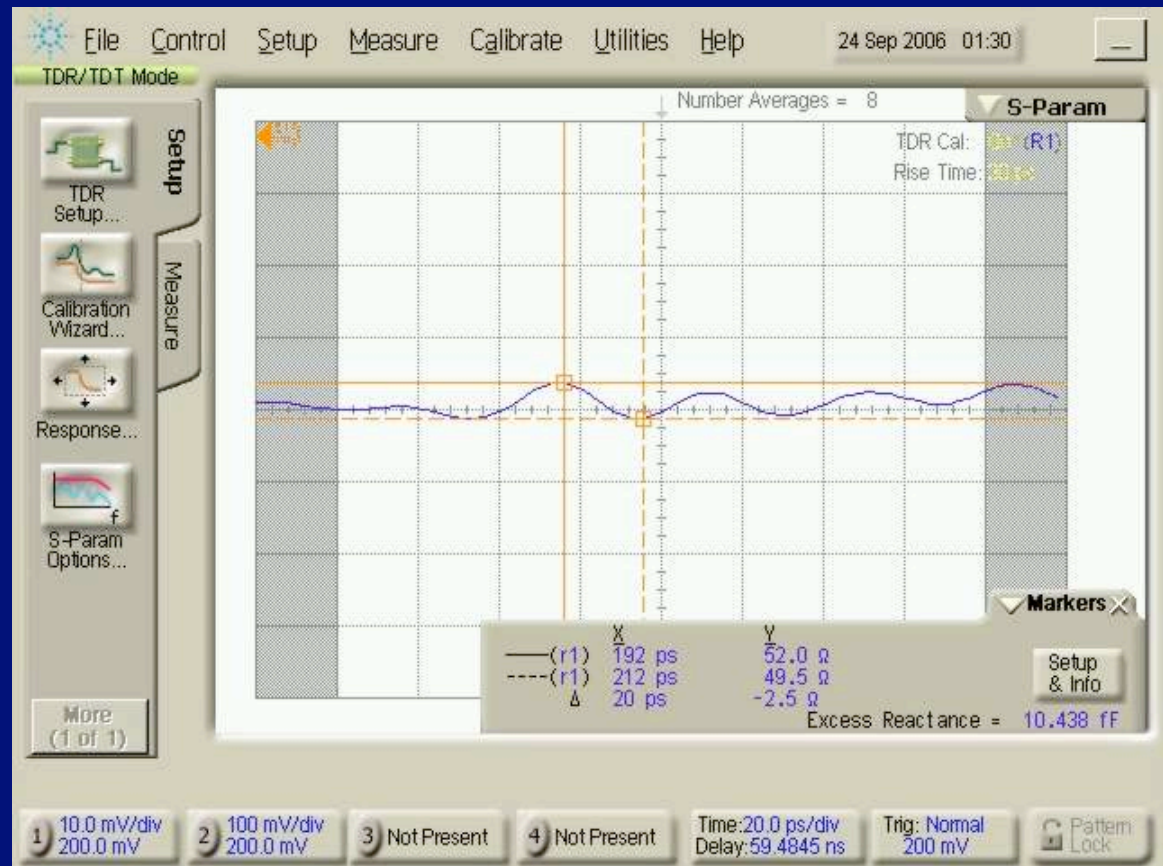 File Control Setup Measure Calibrate Utilities Help 24 Sep 2006 01:30
TDR/TDT Mode
Number Averages = 8
S-Param
TDR Cal: (R1)
Rise Time:
Setup
Measure
TDR
Setup...
Calibration
Wizard...
Response...
f
S-Param
Options...
More
(1 of 1)
Markers
X Y
(r1) 192 ps 52.0 Ω
(r1) 212 ps 49.5 Ω
Δ 20 ps -2.5 Ω
Excess Reactance = 10.438 fF
Setup
& Info
1 10.0 mV/div
200.0 mV
2 100 mV/div
200.0 mV
3 Not Present
4 Not Present
Time:20.0 ps/div
Delay:59.4845 ns
Trig: Normal
200 mV
Pattern
Lock